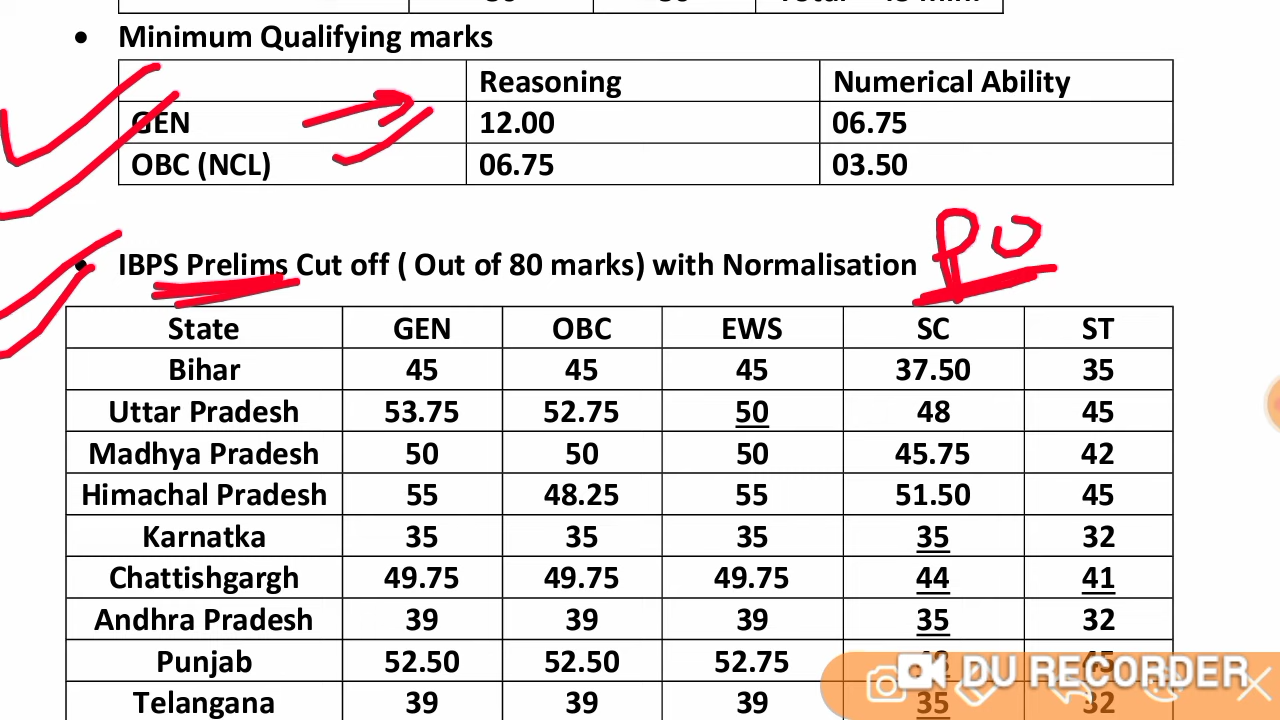 Minimum Qualifying marks
Reasoning Numerical Ability
GEN 12.00 06.75
OBC (NCL) 06.75 03.50
PO
IBPS Prelims Cut off ( Out of 80 marks) with Normalisation
State GEN OBC EWS SC ST
Bihar 45 45 45 37.50 35
Uttar Pradesh 53.75 52.75 50 48 45
Madhya Pradesh 50 50 50 45.75 42
Himachal Pradesh 55 48.25 55 51.50 45
Karnatka 35 35 35 35 32
Chattishgargh 49.75 49.75 49.75 44 41
Andhra Pradesh 39 39 39 35 32
Punjab 52.50 52.50 52.75 45
DU RECORDER
Telangana 39 39 39 35 32